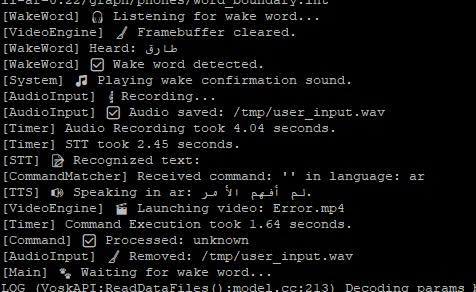 11-ar-0.22/graph/phones/word_boundary.int
[WakeWord] 🎧 Listening for wake word...
[VideoEngine] 🧹 Framebuffer cleared.
[WakeWord] Heard: طارق
[WakeWord] ☑ Wake word detected.
[System] 🎵 Playing wake confirmation sound.
[AudioInput] 🎙 Recording...
[AudioInput] ☑ Audio saved: /tmp/user_input.wav
[Timer] Audio Recording took 4.04 seconds.
[Timer] STT took 2.45 seconds.
[STT] 📝 Recognized text:
[CommandMatcher] Received command: '' in language: ar
[TTS] 🔊 Speaking in ar: لم أفهم الأمر.
[VideoEngine] 🎬 Launching video: Error.mp4
[Timer] Command Execution took 1.64 seconds.
[Command] ☑ Processed: unknown
[AudioInput] 🧹 Removed: /tmp/user_input.wav
[Main] 🐾 Waiting for wake word...
LOG (VoskAPI:ReadDataFiles():model.cc:213) Decoding params